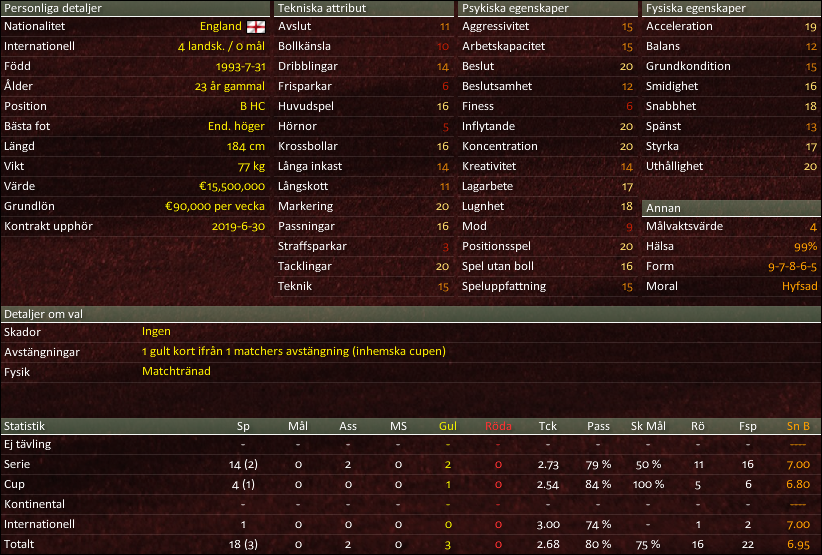 Personliga detaljer
Nationalitet England
Internationell 4 landsk. / 0 mål
Född 1993-7-31
Ålder 23 år gammal
Position B HC
Bästa fot End. höger
Längd 184 cm
Vikt 77 kg
Värde €15,500,000
Grundlön €90,000 per vecka
Kontrakt upphör 2019-6-30
Tekniska attribut
Avslut 11
Bollkänsla 10
Dribblingar 14
Frisparkar 6
Huvudspel 16
Hörnor 5
Krossbollar 16
Långa inkast 14
Långskott 11
Markering 20
Passningar 16
Straffsparkar 3
Tacklingar 20
Teknik 15
Psykiska egenskaper
Aggressivitet 15
Arbetskapacitet 15
Beslut 20
Beslutsamhet 12
Finess 6
Inflytande 20
Koncentration 20
Kreativitet 14
Lagarbete 17
Lugnhet 18
Mod 9
Positionsspel 20
Spel utan boll 16
Speluppfattning 15
Fysiska egenskaper
Acceleration 19
Balans 12
Grundkondition 15
Smidighet 16
Snabbhet 18
Spänst 13
Styrka 17
Uthållighet 20
Annan
Målvaktsvärde 4
Hälsa 99%
Form 9-7-8-6-5
Moral Hyfsad
Detaljer om val
Skador Ingen
Avstängningar 1 gult kort ifrån 1 matchers avstängning (inhemska cupen)
Fysik Matchtränad
Statistik Sp Mål Ass MS Gul Röda Tck Pass Sk Mål Rö Fsp Sn B
Ej tävling - - - - - - - - - - - ----
Serie 14 (2) 0 2 0 2 0 2.73 79 % 50 % 11 16 7.00
Cup 4 (1) 0 0 0 1 0 2.54 84 % 100 % 5 6 6.80
Kontinental - - - - - - - - - - - ----
Internationell 1 0 0 0 0 0 3.00 74 % - 1 2 7.00
Totalt 18 (3) 0 2 0 3 0 2.68 80 % 75 % 16 22 6.95